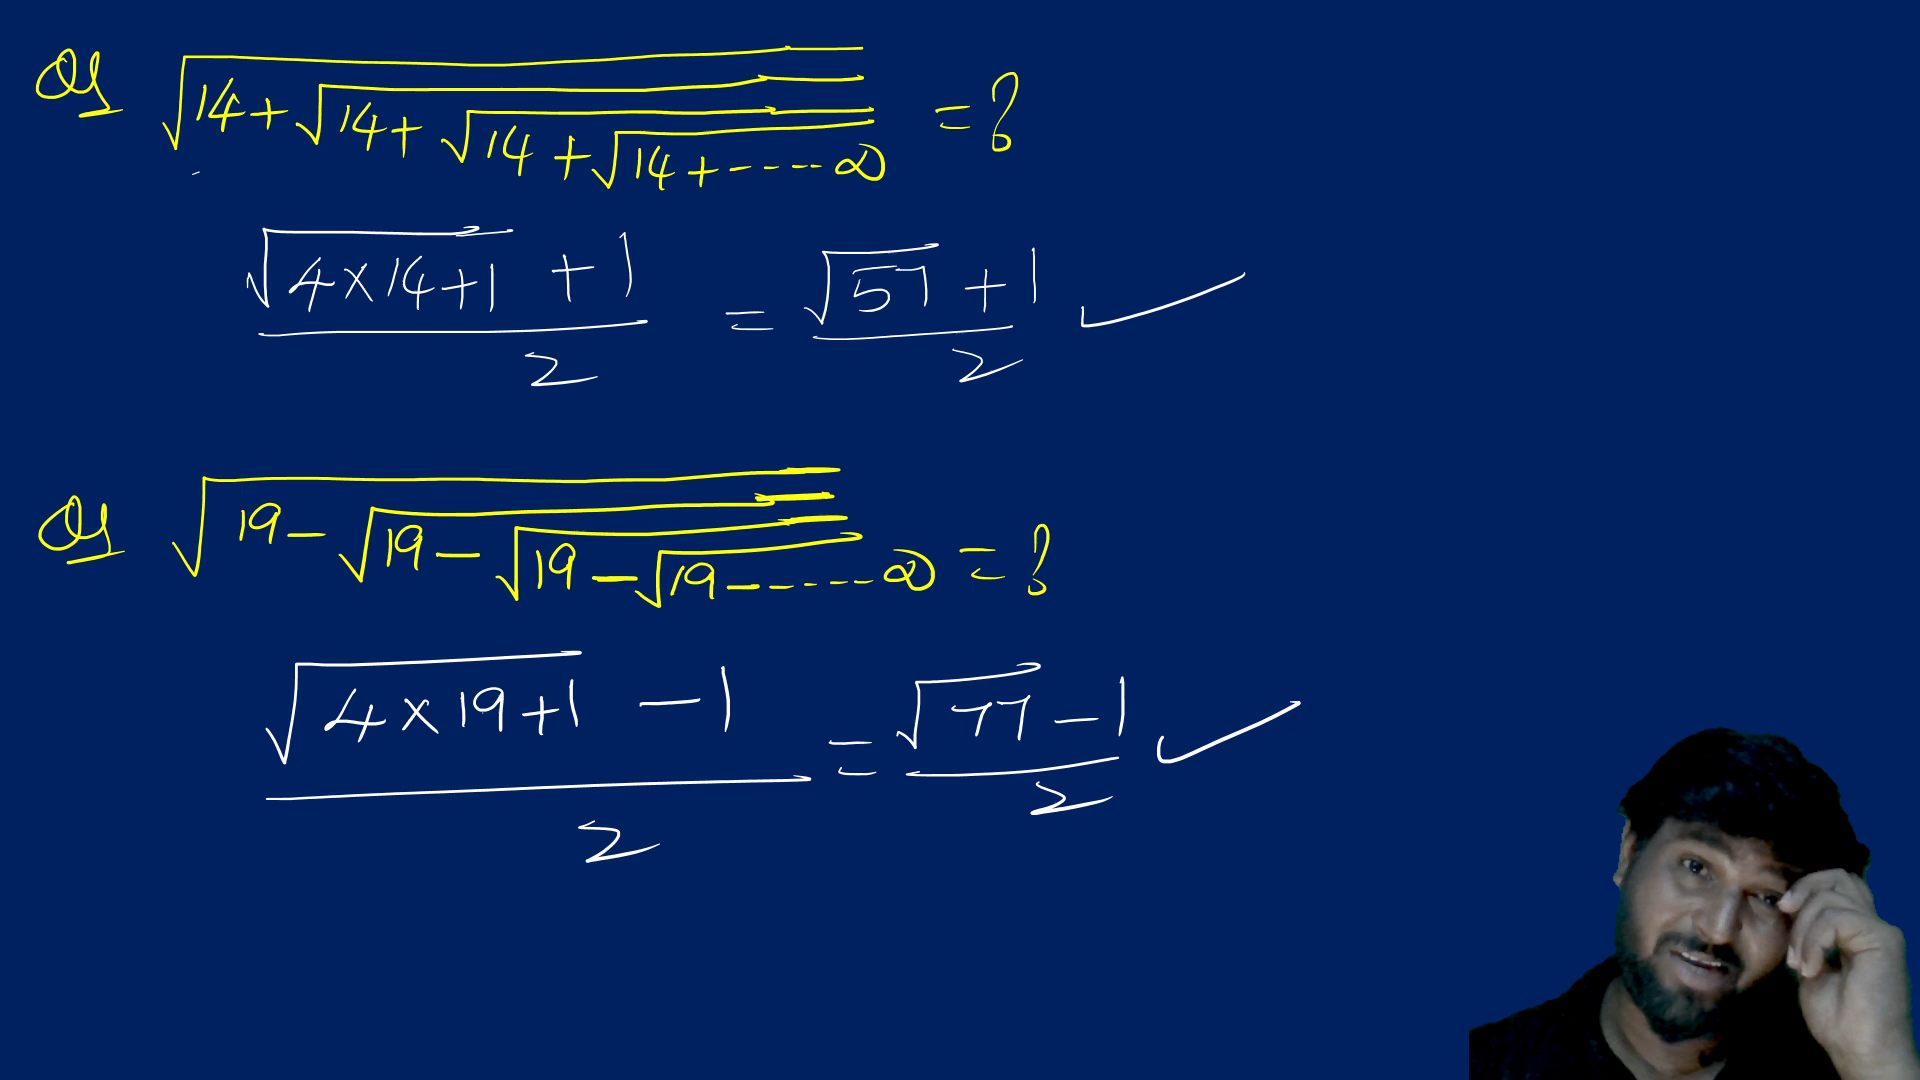 Q √14+√14+√14+√14+-----∞ = ?
√4×14+1 + 1 / 2 = √57 + 1 / 2 ✓
Q √19-√19-√19-√19------∞ = ?
√4×19+1 - 1 / 2 = √77 - 1 / 2 ✓